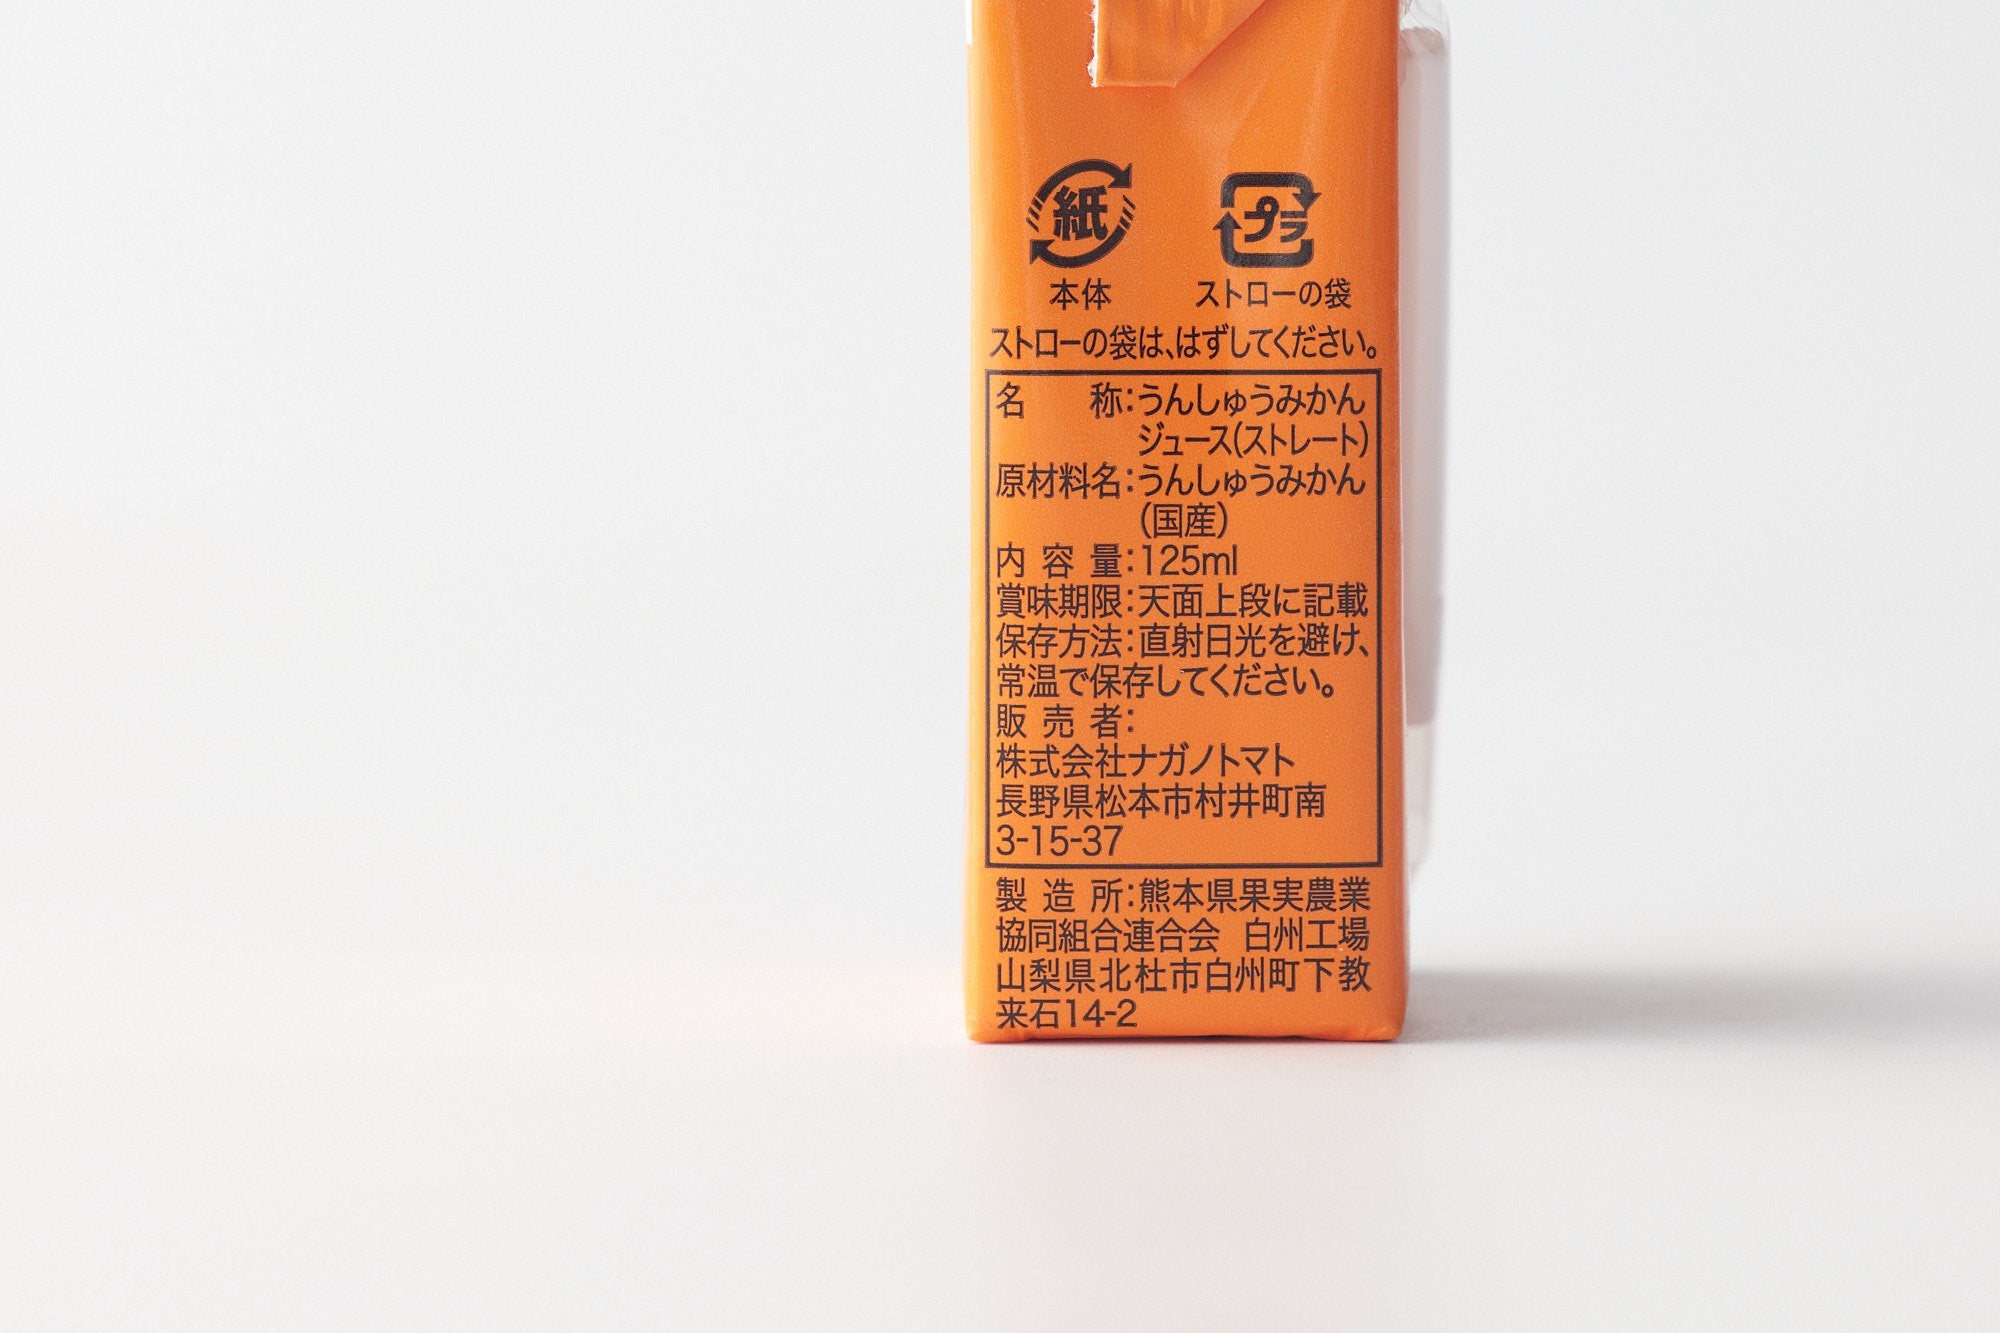 紙 プラ
本体 ストローの袋
ストローの袋は、はずしてください。
名　　称：うんしゅうみかん
ジュース(ストレート)
原材料名：うんしゅうみかん
(国産)
内 容 量：125ml
賞味期限：天面上段に記載
保存方法：直射日光を避け、
常温で保存してください。
販 売 者：
株式会社ナガノトマト
長野県松本市村井町南
3-15-37
製 造 所：熊本県果実農業
協同組合連合会 白州工場
山梨県北杜市白州町下教
来石14-2